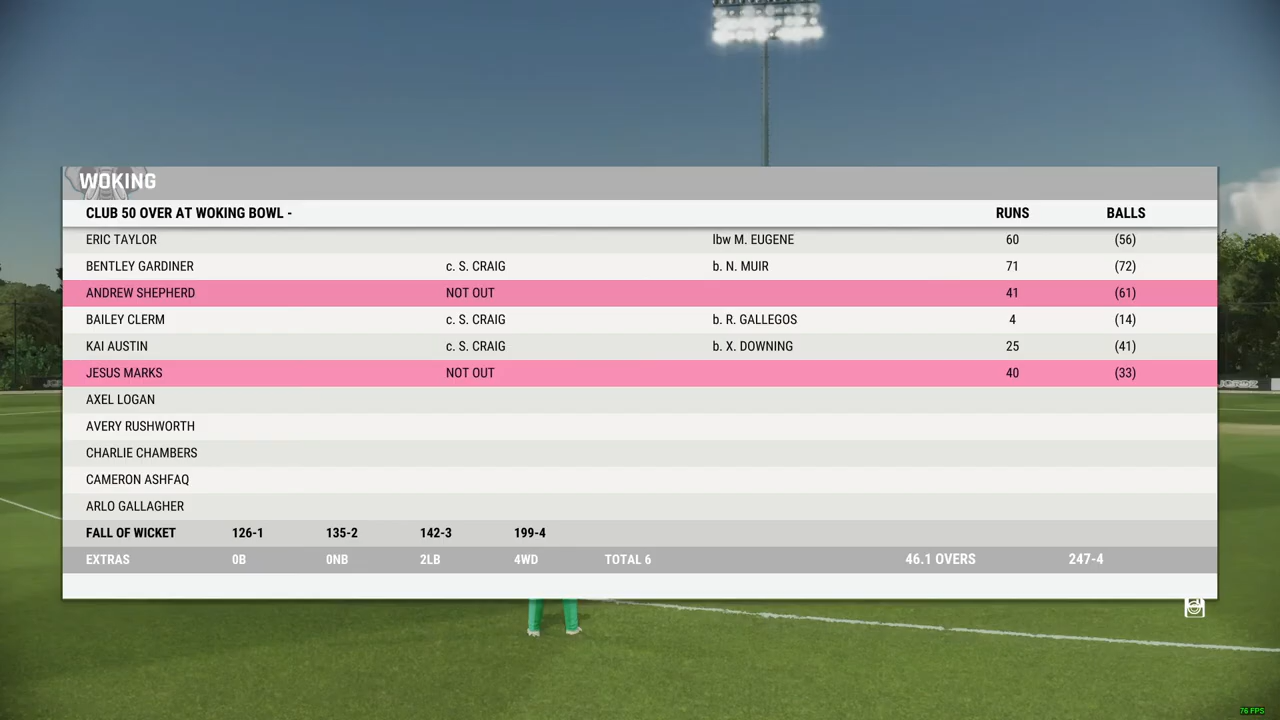 WOKING
CLUB 50 OVER AT WOKING BOWL - RUNS BALLS
ERIC TAYLOR lbw M. EUGENE 60 (56)
BENTLEY GARDINER c. S. CRAIG b. N. MUIR 71 (72)
ANDREW SHEPHERD NOT OUT 41 (61)
BAILEY CLERM c. S. CRAIG b. R. GALLEGOS 4 (14)
KAI AUSTIN c. S. CRAIG b. X. DOWNING 25 (41)
JESUS MARKS NOT OUT 40 (33)
AXEL LOGAN
AVERY RUSHWORTH
CHARLIE CHAMBERS
CAMERON ASHFAQ
ARLO GALLAGHER
FALL OF WICKET 126-1 135-2 142-3 199-4
EXTRAS 0B 0NB 2LB 4WD TOTAL 6 46.1 OVERS 247-4
76 FPS